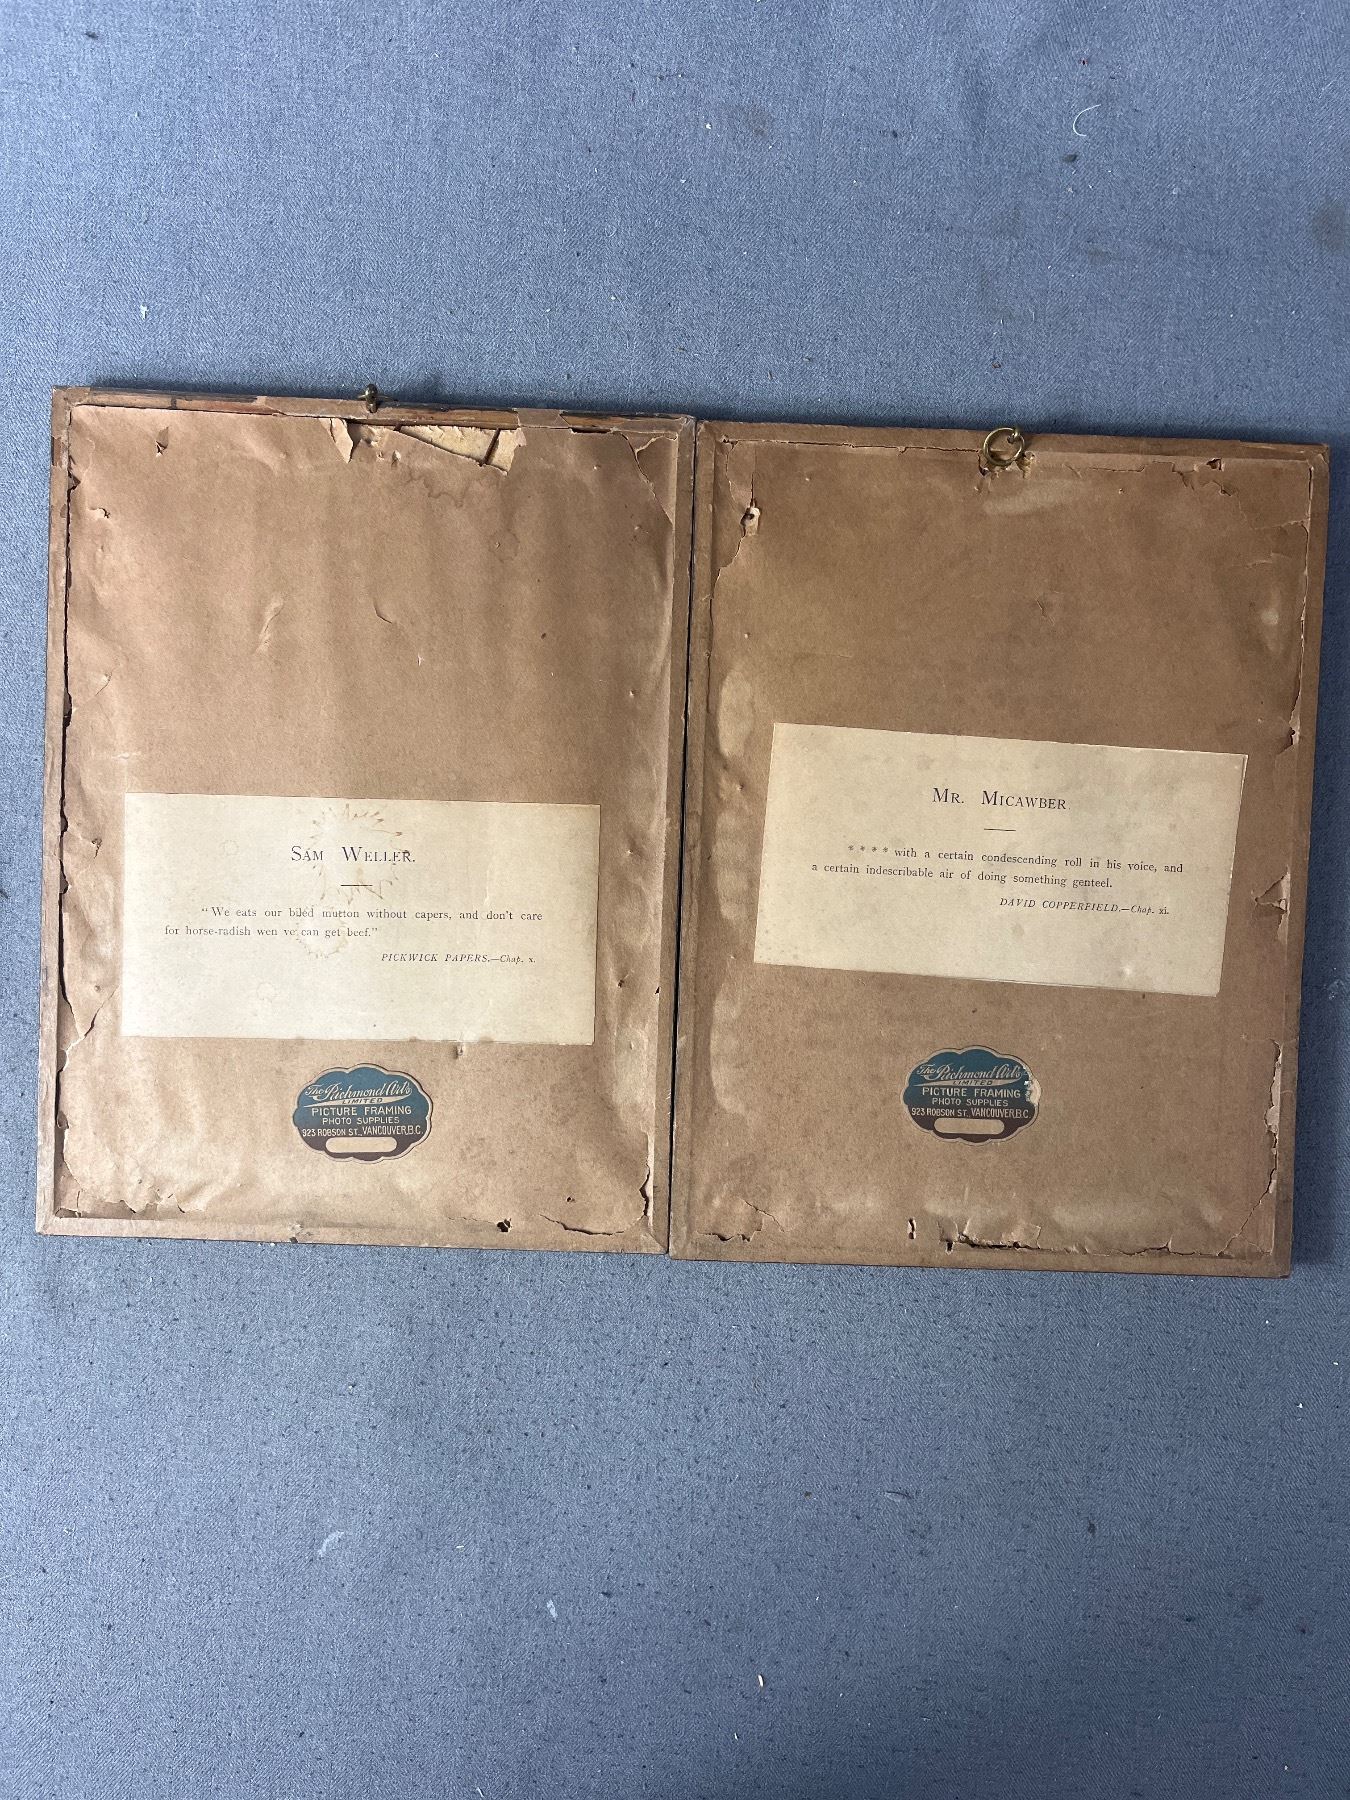 SAM WELLER.
"We eats our biled mutton without capers, and don't care
for horse-radish wen ve can get beef."
PICKWICK PAPERS.—Chap. x.
The Richmond Arts
LIMITED
PICTURE FRAMING
PHOTO SUPPLIES
923 ROBSON ST., VANCOUVER, B.C.
MR. MICAWBER
* * * * with a certain condescending roll in his voice, and
a certain indescribable air of doing something genteel.
DAVID COPPERFIELD.—Chap. xi.
The Richmond Arts
LIMITED
PICTURE FRAMING
PHOTO SUPPLIES
923 ROBSON ST., VANCOUVER, B.C.